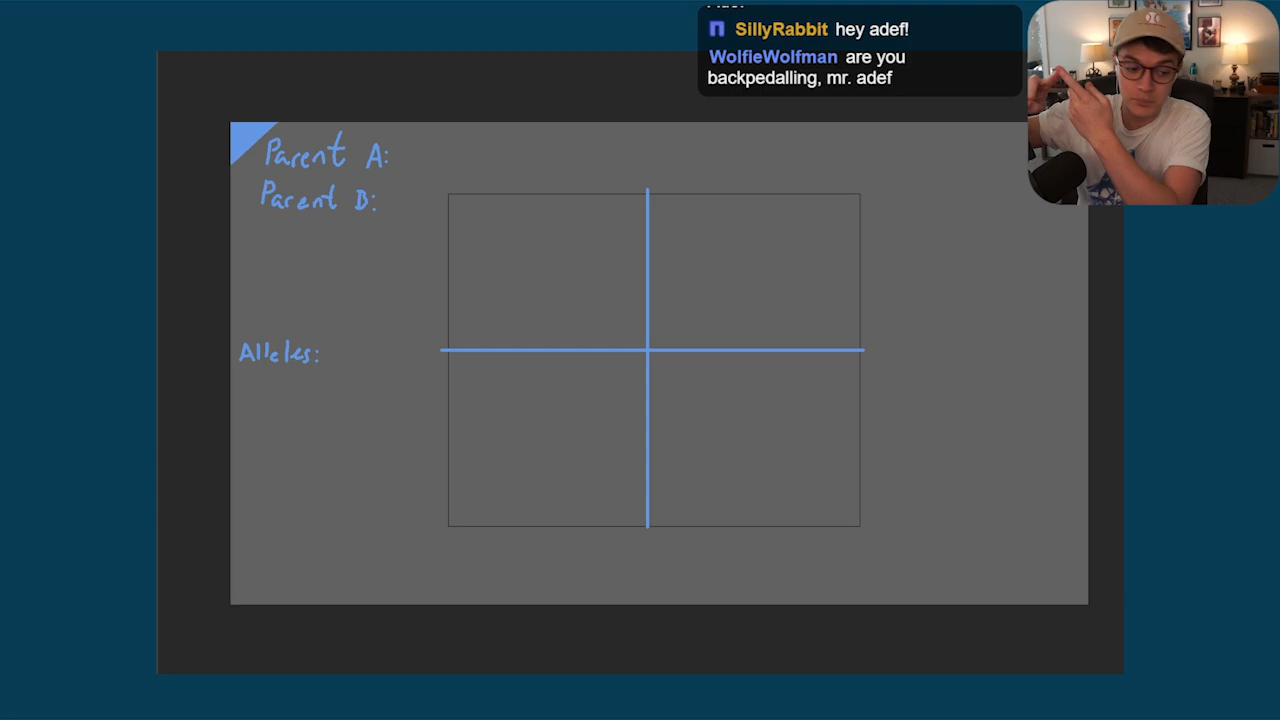 SillyRabbit hey adef!
WolfieWolfman are you
backpedalling, mr. adef
Parent A:
Parent B:
Alleles: